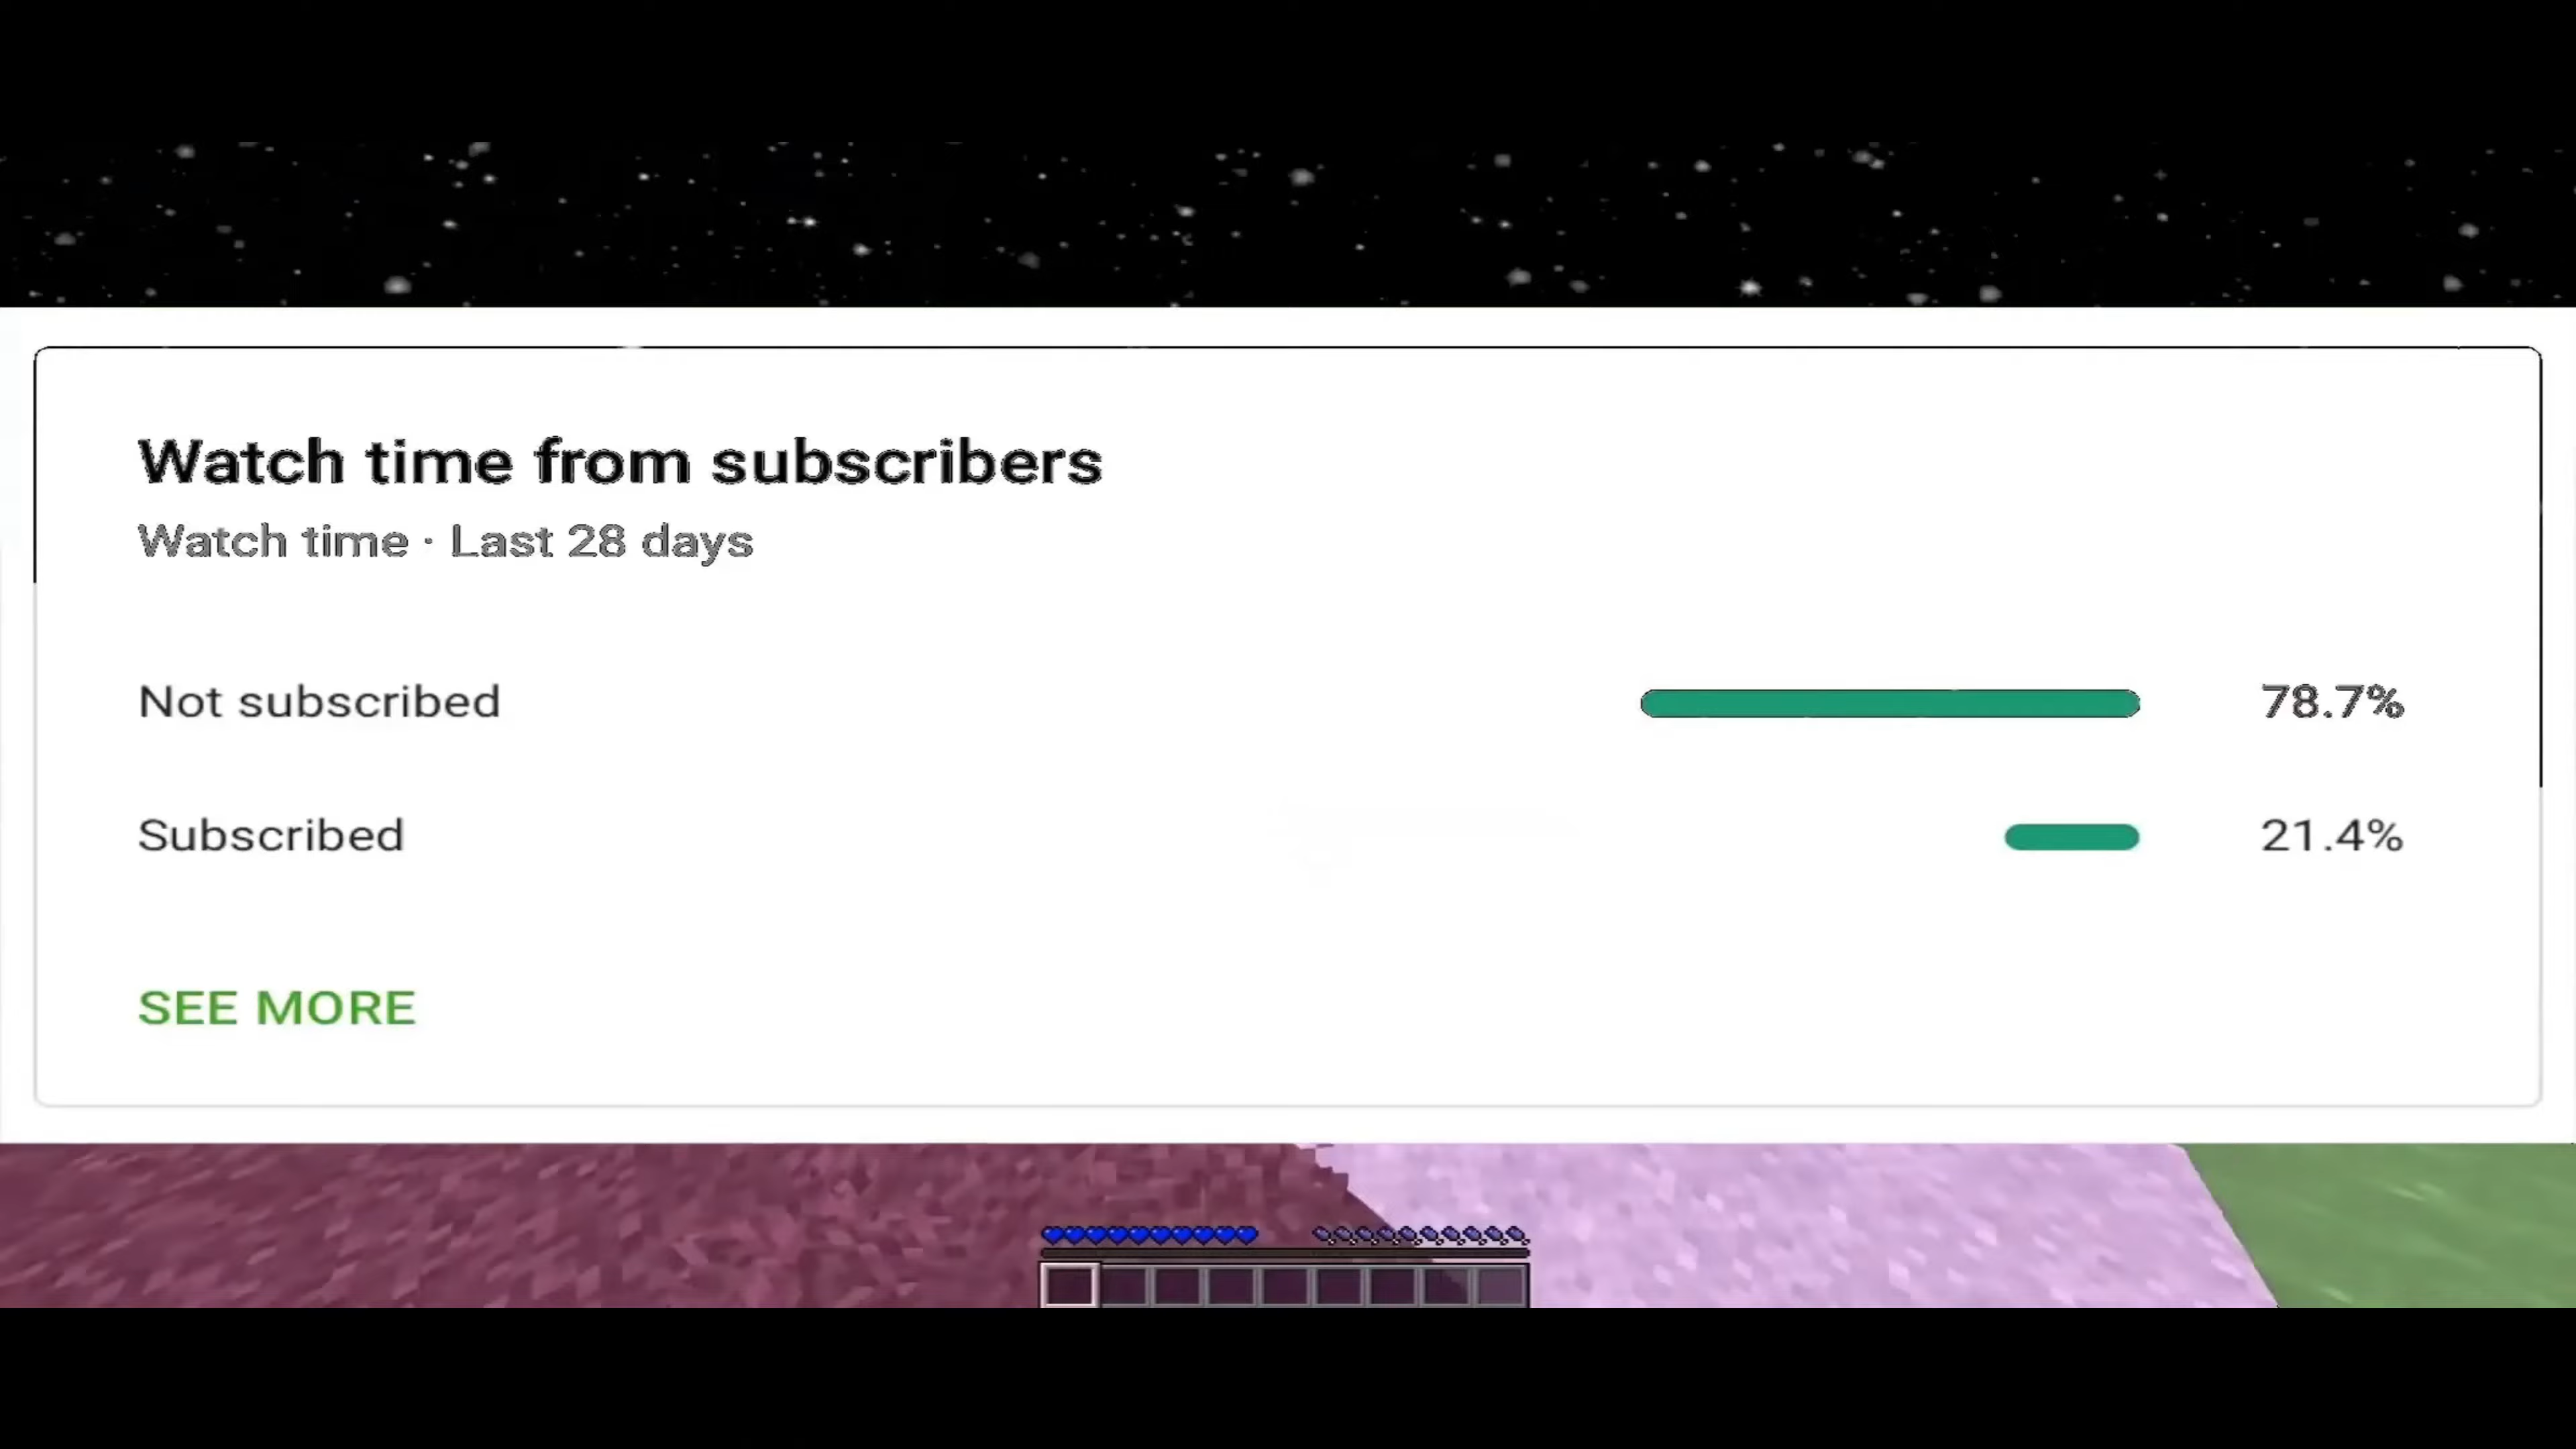 Watch time from subscribers
Watch time · Last 28 days
Not subscribed 78.7%
Subscribed 21.4%
SEE MORE